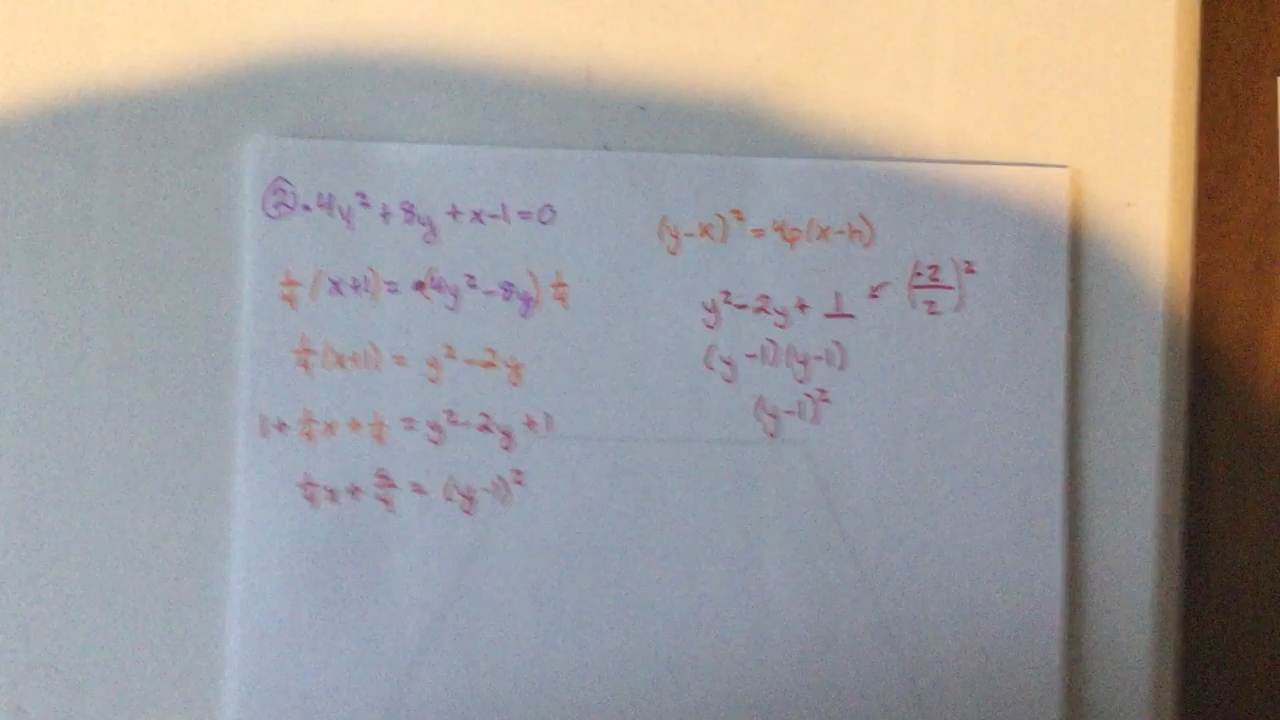 ② -4y² + 8y + x - 1 = 0
¼(x+1) = (4y² - 8y)¼
¼(x+1) = y² - 2y
1 + ¼x + ¼ = y² - 2y + 1
¼x + 5/4 = (y-1)²
(y-k)² = 4p(x-h)
y² - 2y + 1 ↙ (-2/2)²
(y-1)(y-1)
(y-1)²